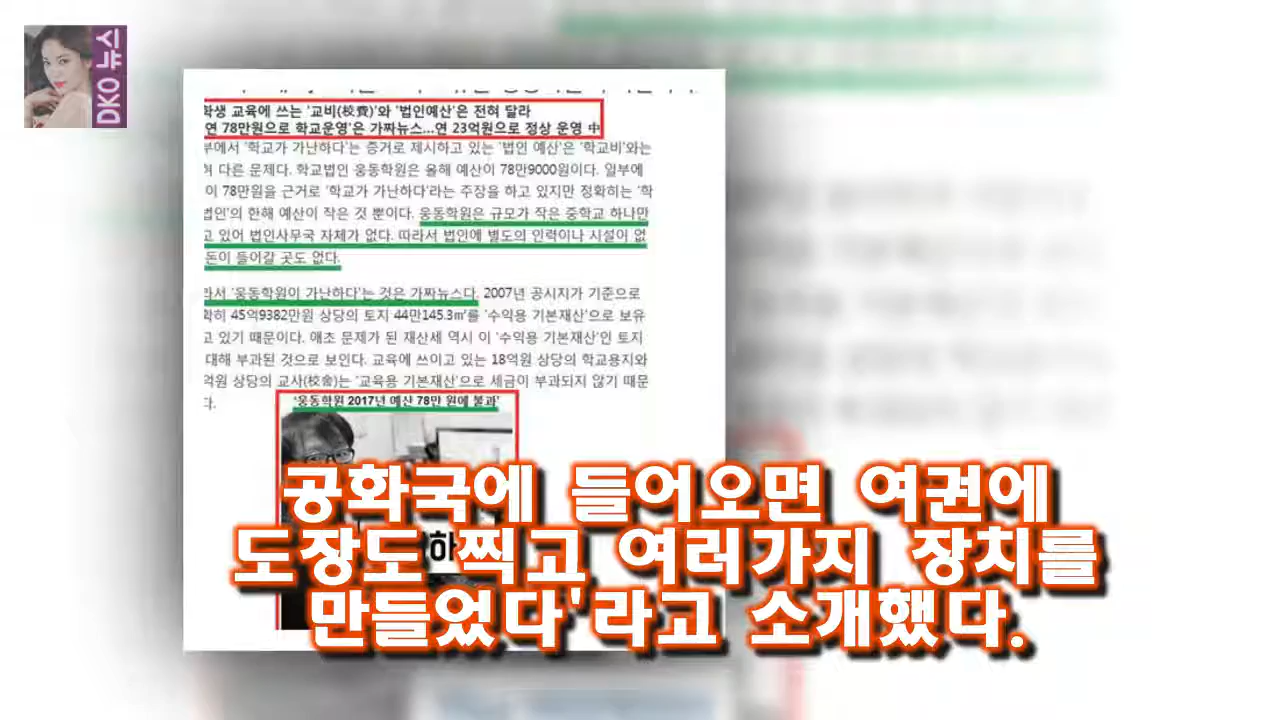 DKO 뉴스
학생 교육에 쓰는 '교비(校費)'와 '법인예산'은 전혀 달라
연 78만원으로 학교운영'은 가짜뉴스...연 23억원으로 정상 운영 中
부에서 '학교가 가난하다'는 증거로 제시하고 있는 '법인 예산'은 '학교비'와는
혀 다른 문제다. 학교법인 웅동학원은 올해 예산이 78만9000원이다. 일부에
이 78만원을 근거로 '학교가 가난하다'라는 주장을 하고 있지만 정확히는 '학
법인'의 한해 예산이 작은 것 뿐이다. 웅동학원은 규모가 작은 중학교 하나만
고 있어 법인사무국 자체가 없다. 따라서 법인에 별도의 인력이나 시설이 없
돈이 들어갈 곳도 없다.
라서 '웅동학원이 가난하다'는 것은 가짜뉴스다. 2007년 공시지가 기준으로
확히 45억9382만원 상당의 토지 44만145.3㎡를 '수익용 기본재산'으로 보유
고 있기 때문이다. 애초 문제가 된 재산세 역시 이 '수익용 기본재산'인 토지
대해 부과된 것으로 보인다. 교육에 쓰이고 있는 18억원 상당의 학교용지와
억원 상당의 교사(校舍)는 '교육용 기본재산'으로 세금이 부과되지 않기 때문
다.
'웅동학원 2017년 예산 78만 원에 불과'
공화국에 들어오면 여권에
도장도 찍고 여러가지 장치를
만들었다'라고 소개했다.